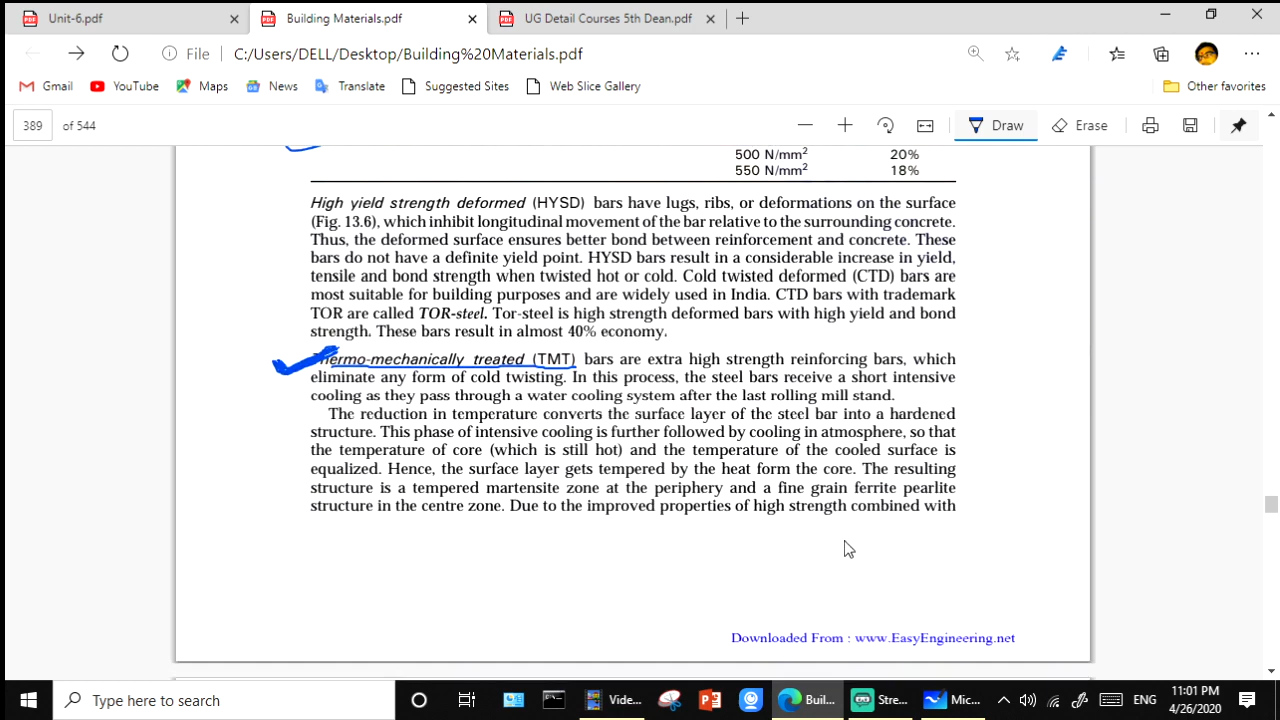 Unit-6.pdf
Building Materials.pdf
UG Detail Courses 5th Dean.pdf
File
C:/Users/DELL/Desktop/Building%20Materials.pdf
Gmail
YouTube
Maps
News
Translate
Suggested Sites
Web Slice Gallery
Other favorites
389 of 544
Draw
Erase
500 N/mm² 20%
550 N/mm² 18%
High yield strength deformed (HYSD) bars have lugs, ribs, or deformations on the surface
(Fig. 13.6), which inhibit longitudinal movement of the bar relative to the surrounding concrete.
Thus, the deformed surface ensures better bond between reinforcement and concrete. These
bars do not have a definite yield point. HYSD bars result in a considerable increase in yield,
tensile and bond strength when twisted hot or cold. Cold twisted deformed (CTD) bars are
most suitable for building purposes and are widely used in India. CTD bars with trademark
TOR are called TOR-steel. Tor-steel is high strength deformed bars with high yield and bond
strength. These bars result in almost 40% economy.
Thermo-mechanically treated (TMT) bars are extra high strength reinforcing bars, which
eliminate any form of cold twisting. In this process, the steel bars receive a short intensive
cooling as they pass through a water cooling system after the last rolling mill stand.
The reduction in temperature converts the surface layer of the steel bar into a hardened
structure. This phase of intensive cooling is further followed by cooling in atmosphere, so that
the temperature of core (which is still hot) and the temperature of the cooled surface is
equalized. Hence, the surface layer gets tempered by the heat form the core. The resulting
structure is a tempered martensite zone at the periphery and a fine grain ferrite pearlite
structure in the centre zone. Due to the improved properties of high strength combined with
Downloaded From : www.EasyEngineering.net
Type here to search
Vide...
Buil...
Stre...
Mic...
ENG
11:01 PM
4/26/2020